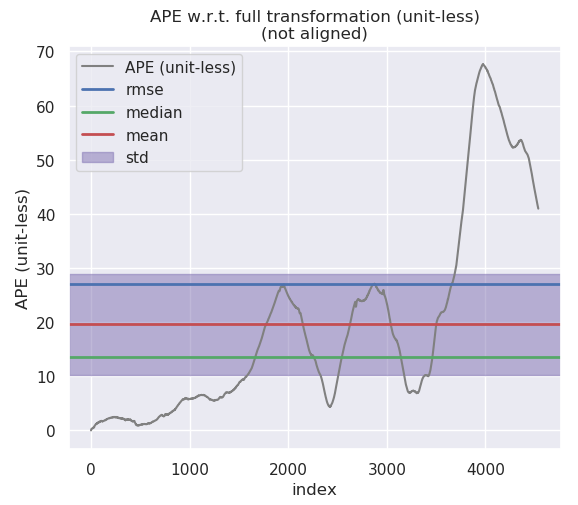 APE w.r.t. full transformation (unit-less)
(not aligned)
APE (unit-less)
rmse
median
mean
std
APE (unit-less)
70
60
50
40
30
20
10
0
0 1000 2000 3000 4000
index